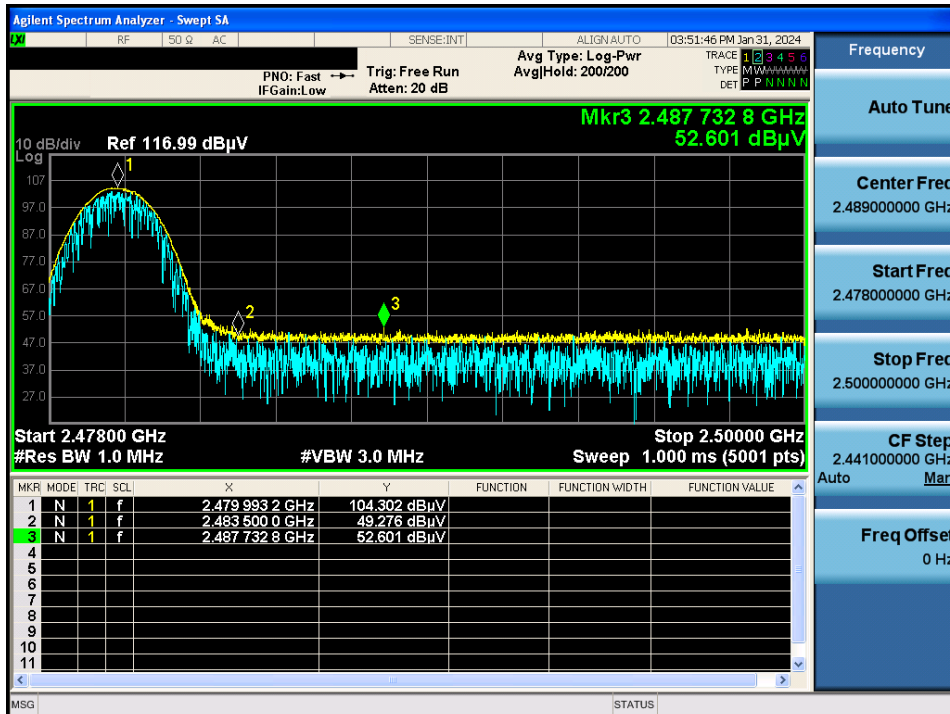 Agilent Spectrum Analyzer - Swept SA
LXI RF 50 Ω AC SENSE:INT ALIGN AUTO 03:51:46 PM Jan 31, 2024
PNO: Fast Trig: Free Run Avg Type: Log-Pwr TRACE 1 2 3 4 5 6
IFGain:Low Atten: 20 dB Avg|Hold: 200/200 TYPE M W W W W W
DET P P N N N N
Mkr3 2.487 732 8 GHz
52.601 dBµV
10 dB/div Ref 116.99 dBµV
Log
107
97.0
87.0
77.0
67.0
57.0
47.0
37.0
27.0
1
2
3
Start 2.47800 GHz Stop 2.50000 GHz
#Res BW 1.0 MHz #VBW 3.0 MHz Sweep 1.000 ms (5001 pts)
MKR MODE TRC SCL X Y FUNCTION FUNCTION WIDTH FUNCTION VALUE
1 N 1 f 2.479 993 2 GHz 104.302 dBµV
2 N 1 f 2.483 500 0 GHz 49.276 dBµV
3 N 1 f 2.487 732 8 GHz 52.601 dBµV
4
5
6
7
8
9
10
11
MSG STATUS
Frequency
Auto Tune
Center Freq
2.489000000 GHz
Start Freq
2.478000000 GHz
Stop Freq
2.500000000 GHz
CF Step
2.441000000 GHz
Auto Man
Freq Offset
0 Hz